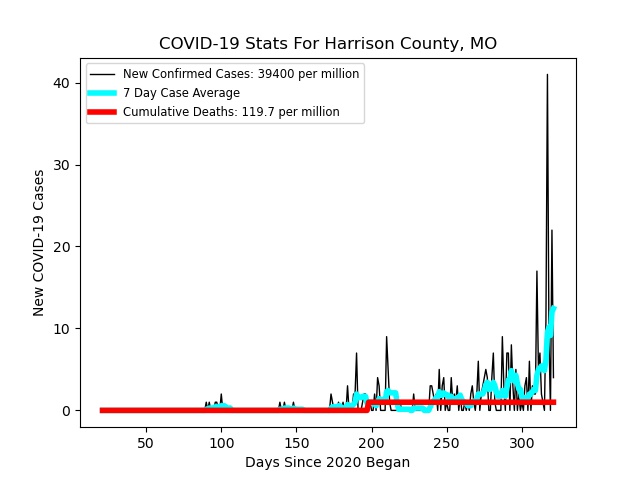 COVID-19 Stats For Harrison County, MO
New Confirmed Cases: 39400 per million
7 Day Case Average
Cumulative Deaths: 119.7 per million
New COVID-19 Cases
40
30
20
10
0
50 100 150 200 250 300
Days Since 2020 Began